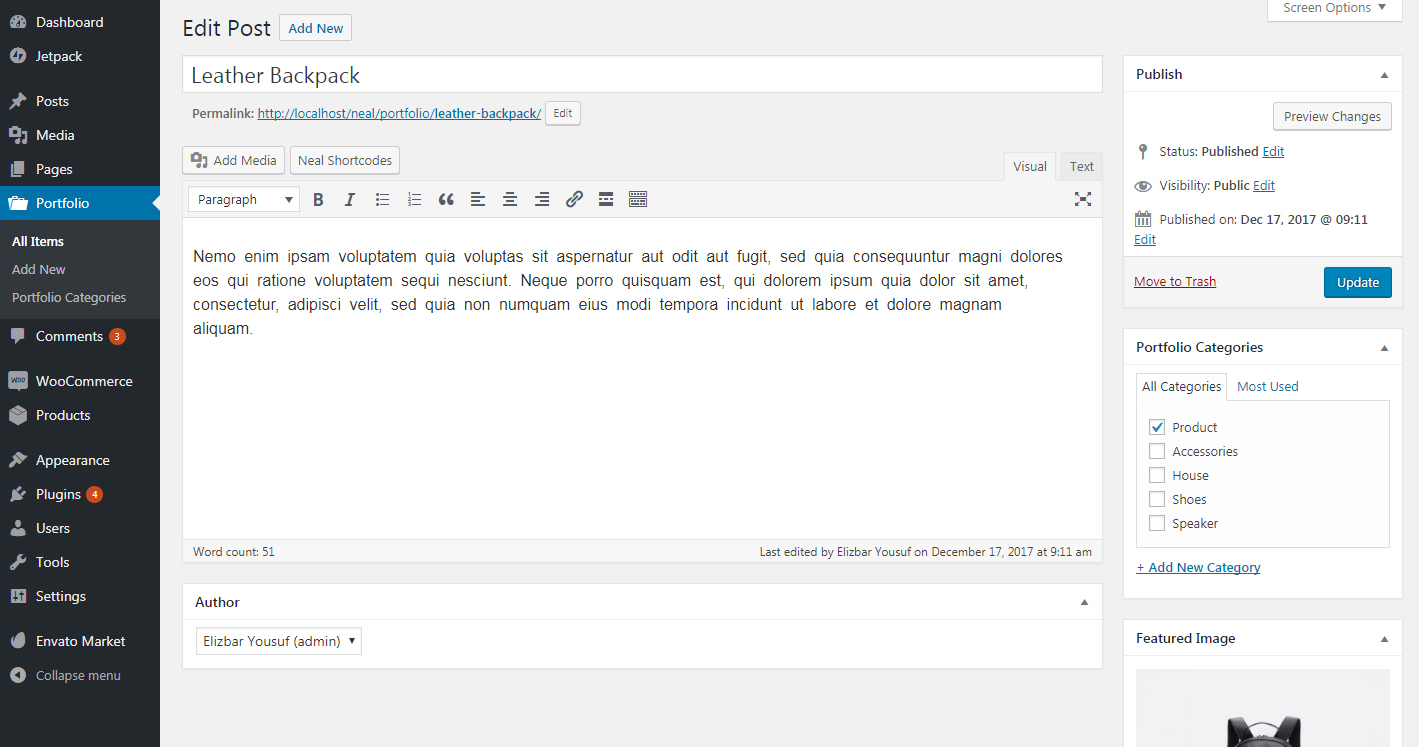 Dashboard
Jetpack
Posts
Media
Pages
Portfolio
All Items
Add New
Portfolio Categories
Comments 3
WOO WooCommerce
Products
Appearance
Plugins 4
Users
Tools
Settings
Envato Market
Collapse menu
Screen Options
Edit Post Add New
Leather Backpack
Permalink: http://localhost/neal/portfolio/leather-backpack/ Edit
Add Media Neal Shortcodes
Visual Text
Paragraph B I
Nemo enim ipsam voluptatem quia voluptas sit aspernatur aut odit aut fugit, sed quia consequuntur magni dolores
eos qui ratione voluptatem sequi nesciunt. Neque porro quisquam est, qui dolorem ipsum quia dolor sit amet,
consectetur, adipisci velit, sed quia non numquam eius modi tempora incidunt ut labore et dolore magnam
aliquam.
Word count: 51 Last edited by Elizbar Yousuf on December 17, 2017 at 9:11 am
Author
Elizbar Yousuf (admin)
Publish
Preview Changes
Status: Published Edit
Visibility: Public Edit
Published on: Dec 17, 2017 @ 09:11
Edit
Move to Trash Update
Portfolio Categories
All Categories Most Used
Product
Accessories
House
Shoes
Speaker
+ Add New Category
Featured Image